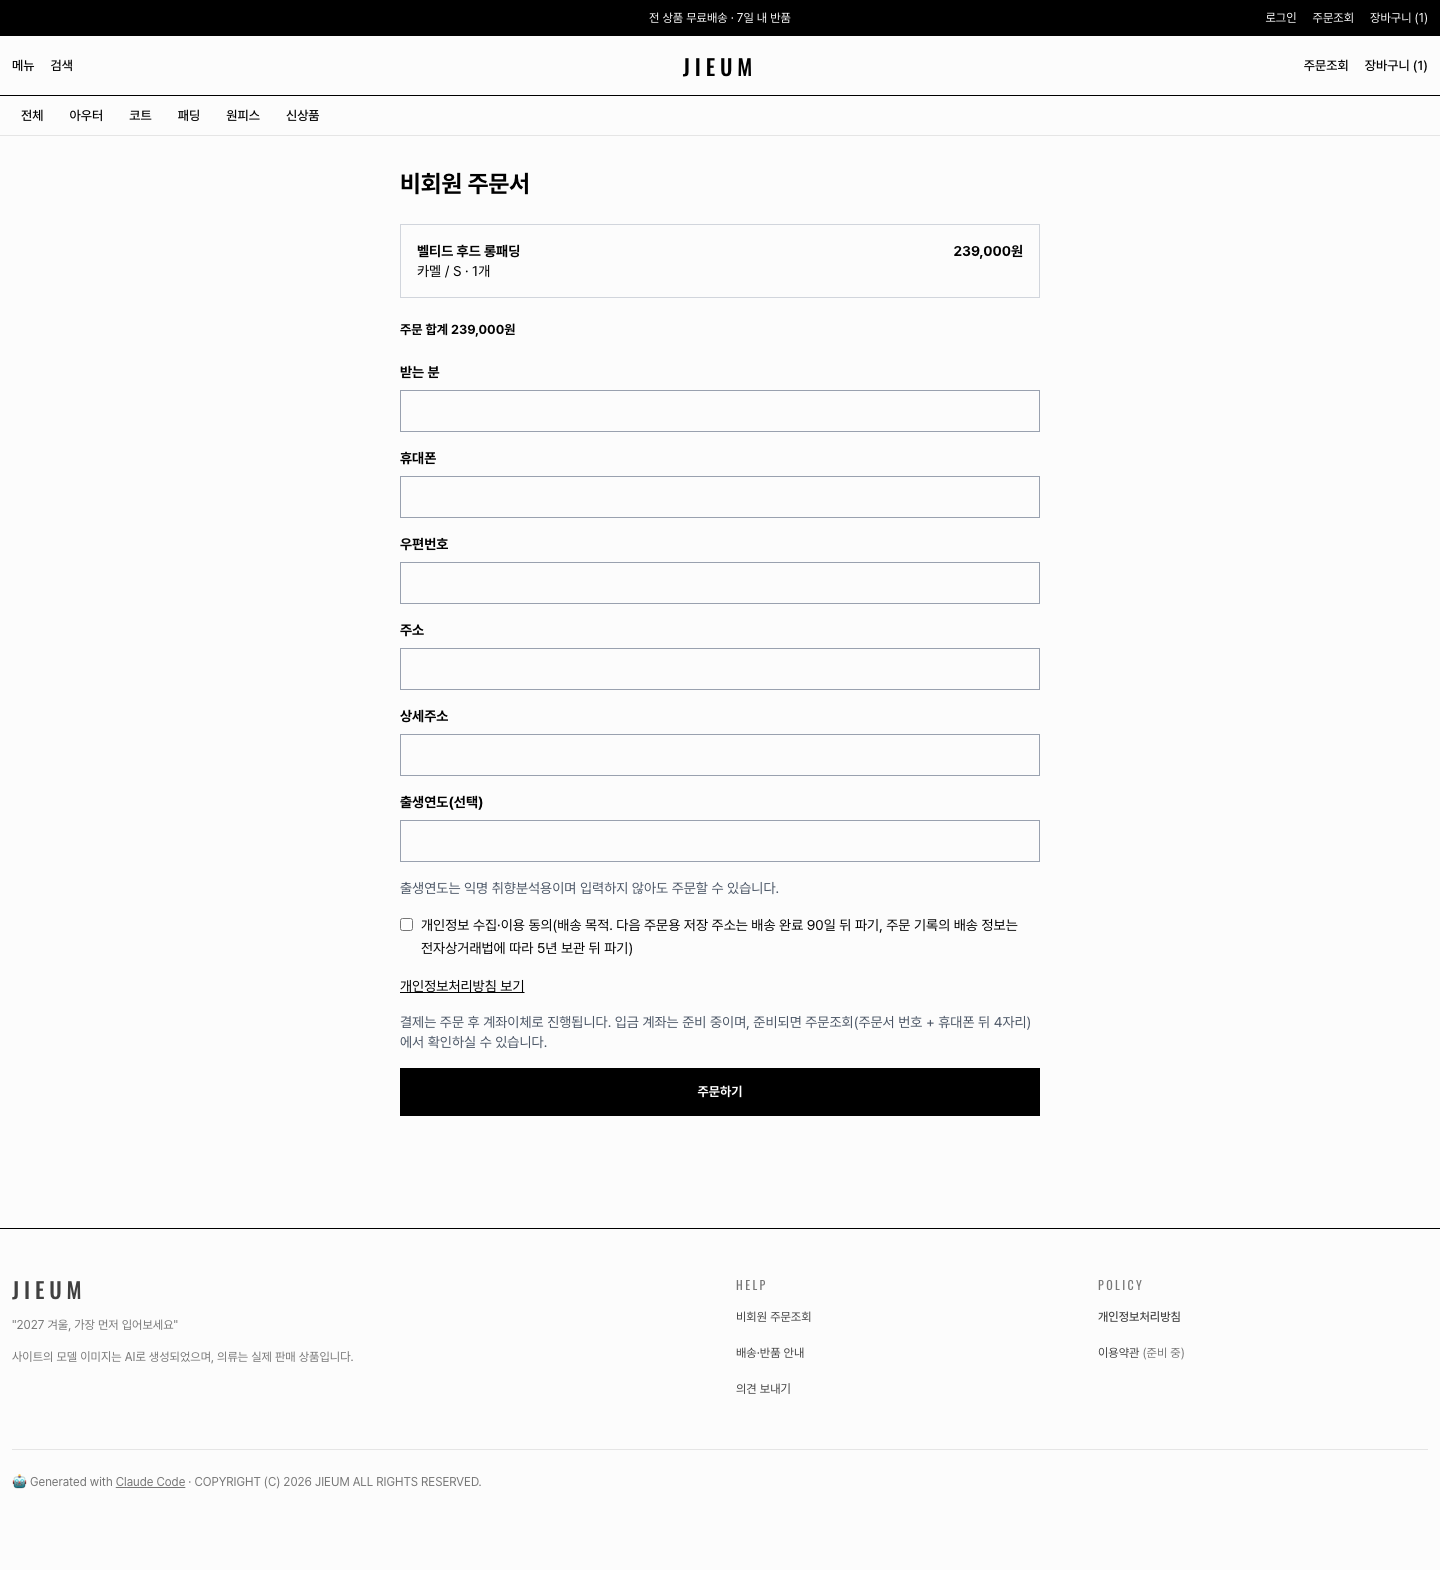 전 상품 무료배송 · 7일 내 반품
로그인 주문조회 장바구니 (1)
메뉴 검색
JIEUM
주문조회 장바구니 (1)
전체 아우터 코트 패딩 원피스 신상품
비회원 주문서
벨티드 후드 롱패딩 239,000원
카멜 / S · 1개
주문 합계 239,000원
받는 분
휴대폰
우편번호
주소
상세주소
출생연도(선택)
출생연도는 익명 취향분석용이며 입력하지 않아도 주문할 수 있습니다.
개인정보 수집·이용 동의(배송 목적. 다음 주문용 저장 주소는 배송 완료 90일 뒤 파기, 주문 기록의 배송 정보는
전자상거래법에 따라 5년 보관 뒤 파기)
개인정보처리방침 보기
결제는 주문 후 계좌이체로 진행됩니다. 입금 계좌는 준비 중이며, 준비되면 주문조회(주문서 번호 + 휴대폰 뒤 4자리)
에서 확인하실 수 있습니다.
주문하기
JIEUM
"2027 겨울, 가장 먼저 입어보세요"
사이트의 모델 이미지는 AI로 생성되었으며, 의류는 실제 판매 상품입니다.
HELP
비회원 주문조회
배송·반품 안내
의견 보내기
POLICY
개인정보처리방침
이용약관 (준비 중)
🤖 Generated with Claude Code · COPYRIGHT (C) 2026 JIEUM ALL RIGHTS RESERVED.